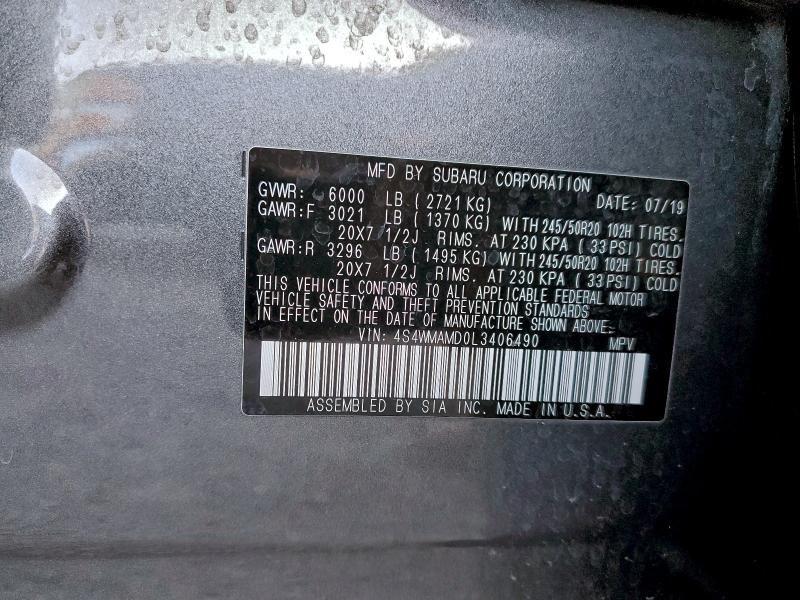 MFD BY SUBARU CORPORATION
GVWR: 6000 LB ( 2721 KG) DATE: 07/19
GAWR:F 3021 LB ( 1370 KG) WITH 245/50R20 102H TIRES.
20X7 1/2J RIMS. AT 230 KPA ( 33 PSI) COLD
GAWR:R 3296 LB ( 1495 KG) WITH 245/50R20 102H TIRES.
20X7 1/2J RIMS. AT 230 KPA ( 33 PSI) COLD
THIS VEHICLE CONFORMS TO ALL APPLICABLE FEDERAL MOTOR
VEHICLE SAFETY AND THEFT PREVENTION STANDARDS
IN EFFECT ON THE DATE OF MANUFACTURE SHOWN ABOVE.
VIN: 4S4WMAMD0L3406490 MPV
ASSEMBLED BY SIA INC. MADE IN U.S.A.